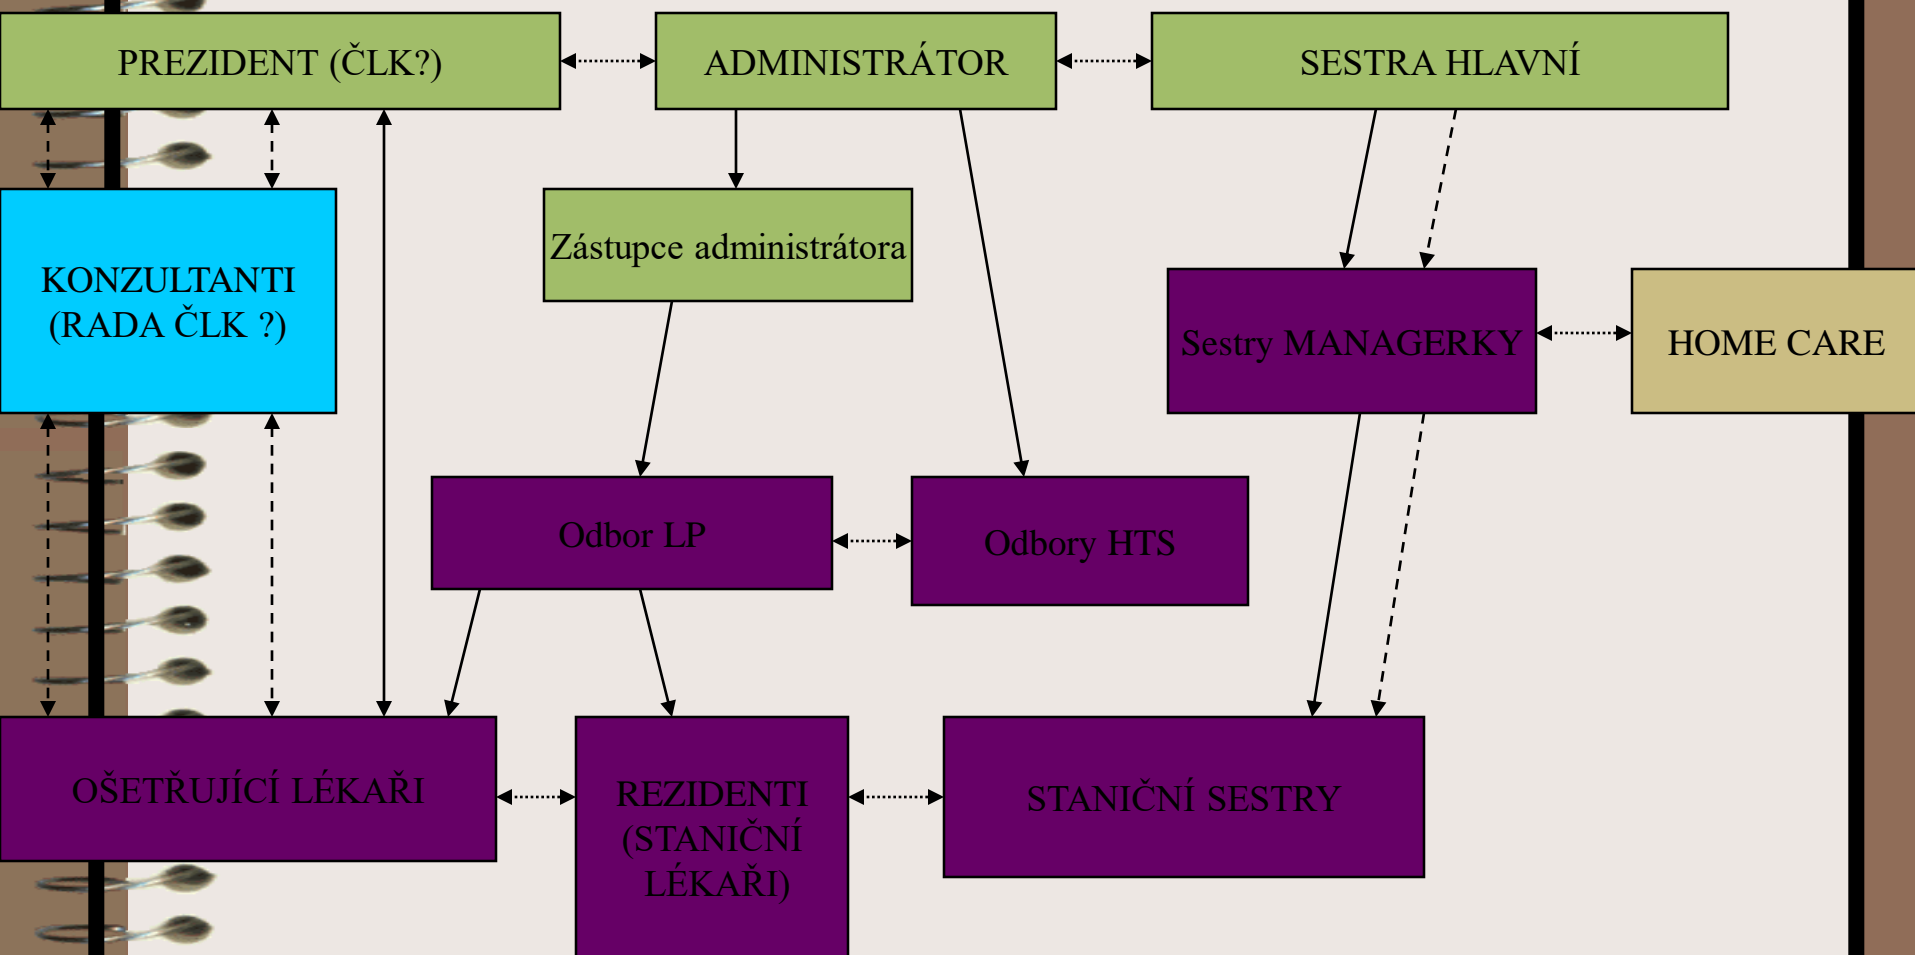 PREZIDENT (ČLK?)
ADMINISTRÁTOR
SESTRA HLAVNÍ
Zástupce administrátora
KONZULTANTI
(RADA ČLK ?)
Sestry MANAGERKY
HOME CARE
Odbor LP
Odbory HTS
OŠETŘUJÍCÍ LÉKAŘI
REZIDENTI
(STANIČNÍ
LÉKAŘI)
STANIČNÍ SESTRY